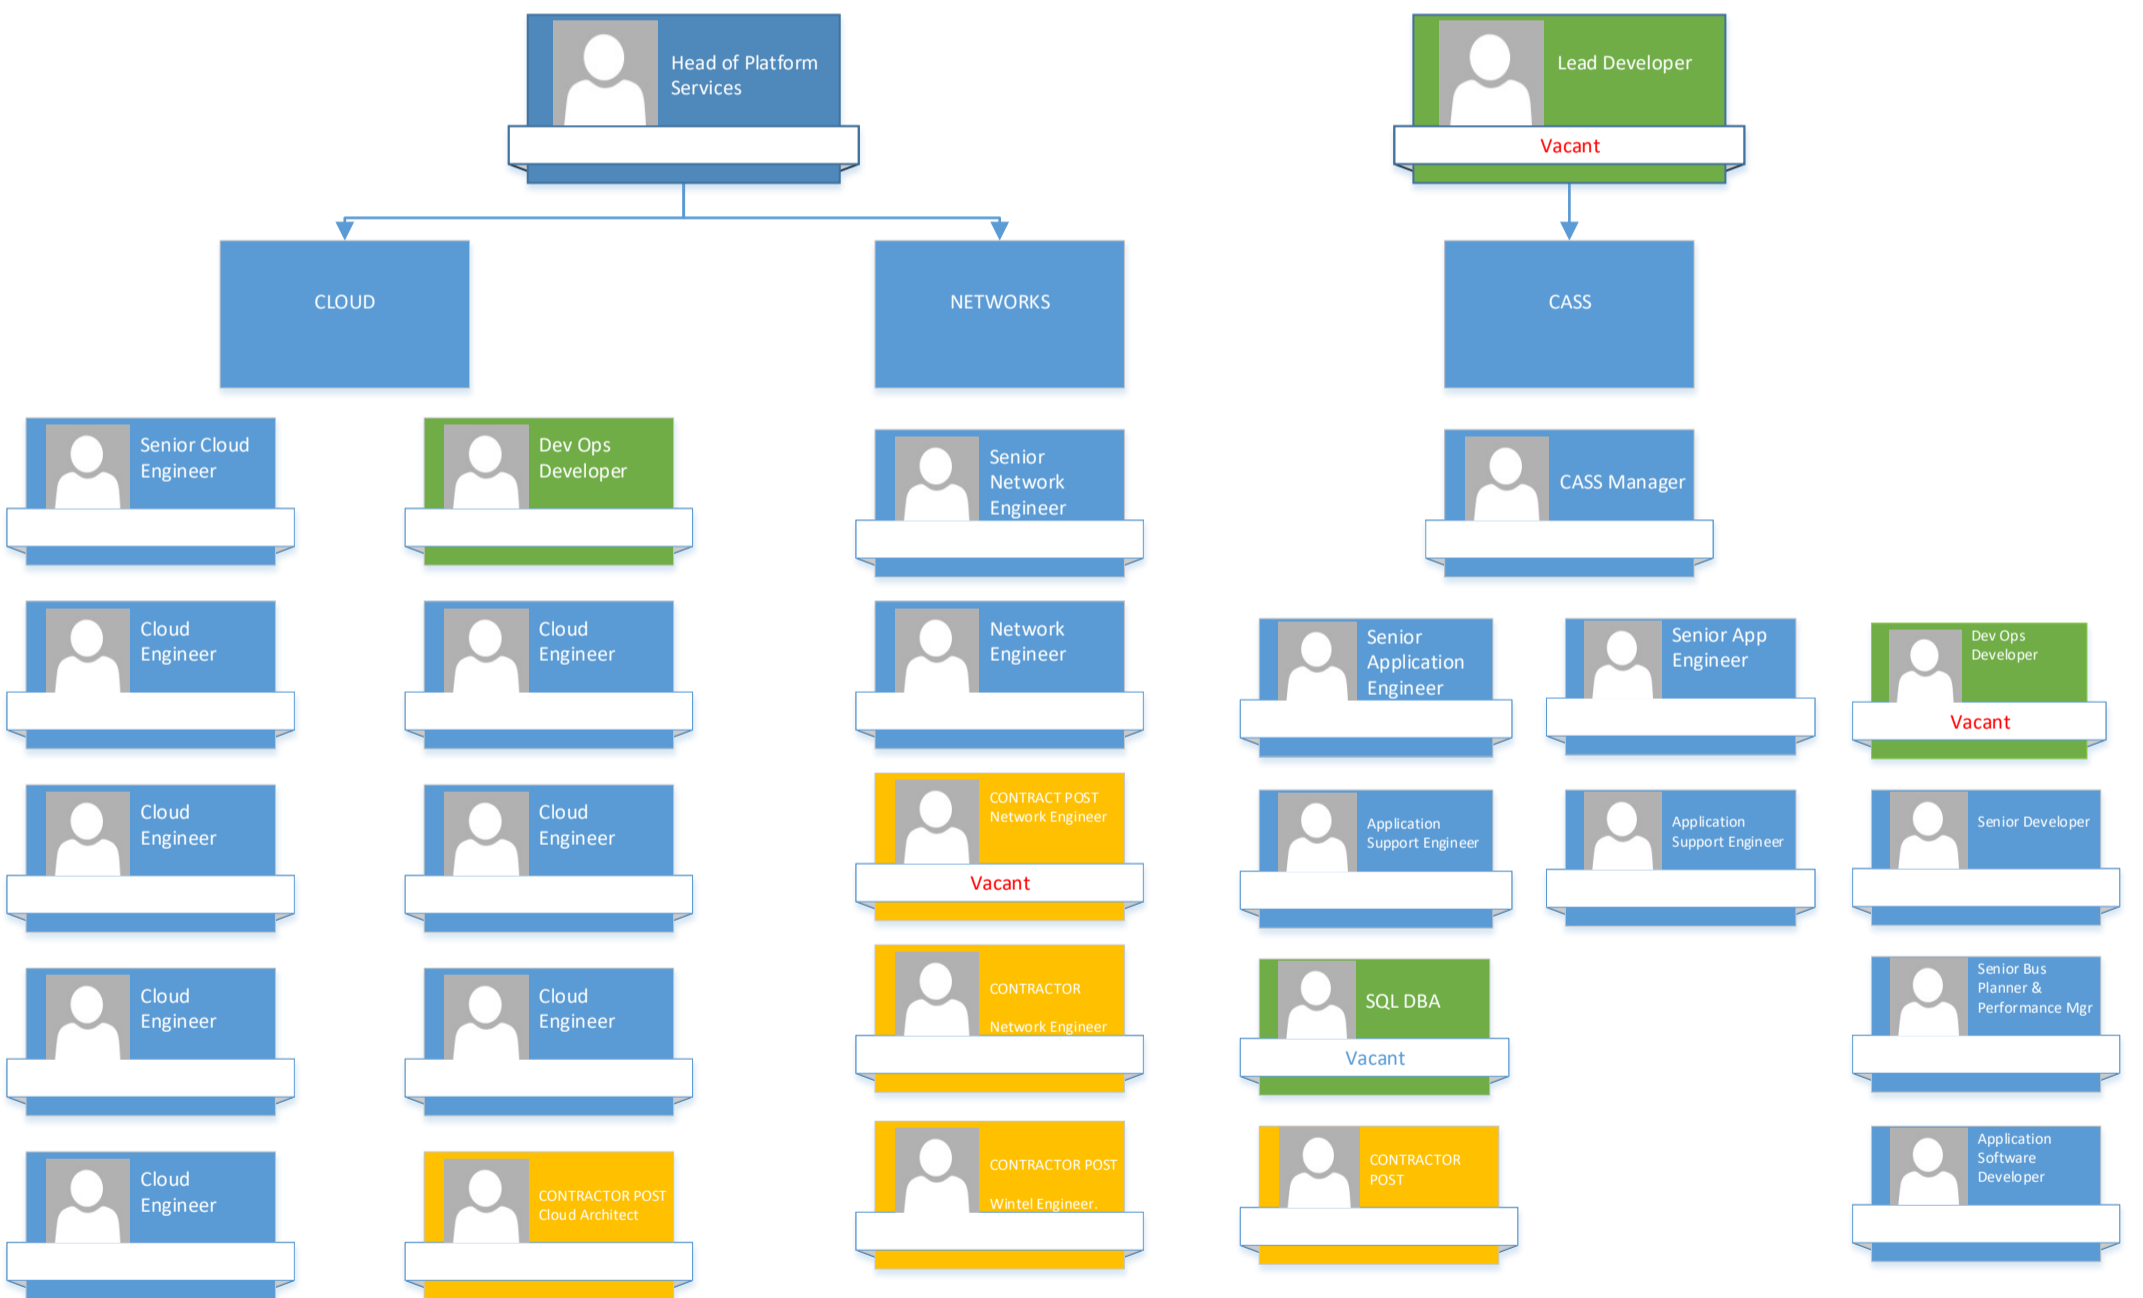 Head of Platform
Services
Lead Developer
Vacant
CLOUD
NETWORKS
CASS
Senior Cloud
Engineer
Dev Ops
Developer
Senior
Network
Engineer
CASS Manager
Cloud
Engineer
Cloud
Engineer
Network
Engineer
Senior
Application
Engineer
Senior App
Engineer
Dev Ops
Developer
Vacant
Cloud
Engineer
Cloud
Engineer
CONTRACT POST
Network Engineer
Vacant
Application
Support Engineer
Application
Support Engineer
Senior Developer
Cloud
Engineer
Cloud
Engineer
CONTRACTOR
Network Engineer
SQL DBA
Vacant
Senior Bus
Planner &
Performance Mgr
Cloud
Engineer
CONTRACTOR POST
Cloud Architect
CONTRACTOR POST
Wintel Engineer.
CONTRACTOR
POST
Application
Software
Developer